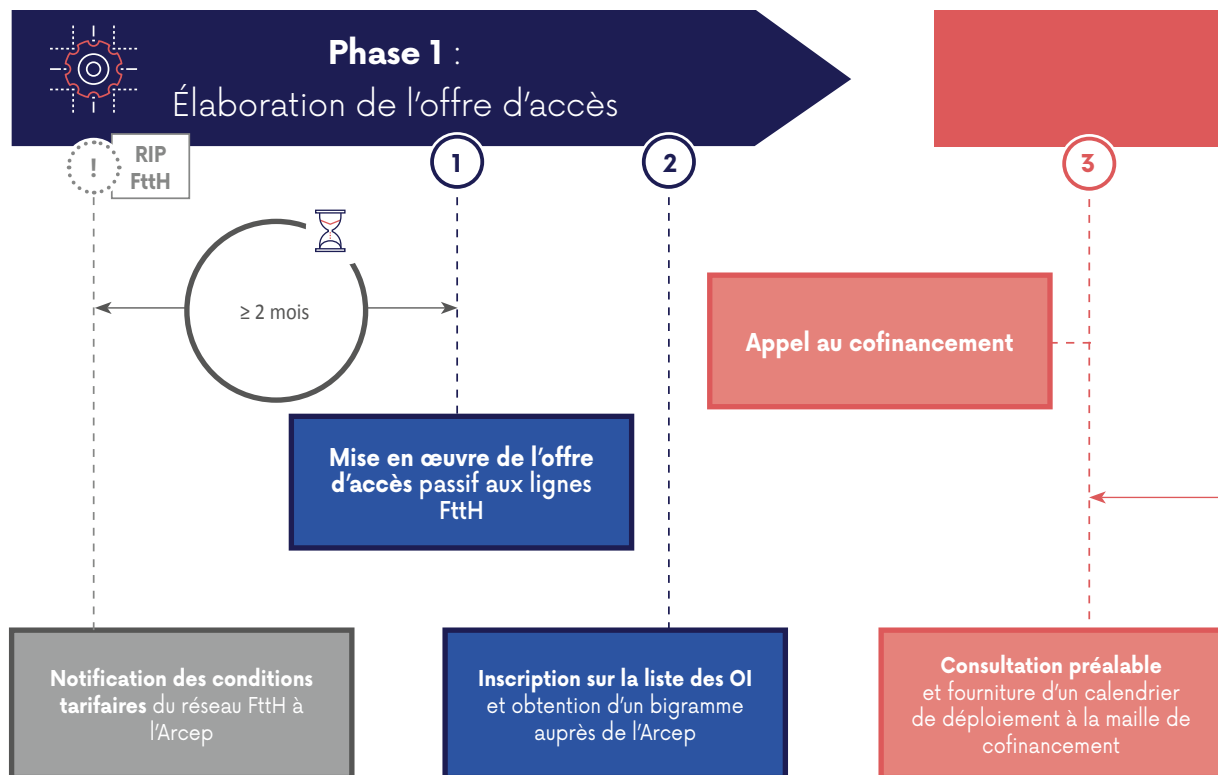 Phase 1 :
Élaboration de l’offre d’accès
!
RIP
FttH
1
2
3
≥ 2 mois
Appel au cofinancement
Mise en œuvre de l’offre
d’accès passif aux lignes
FttH
Notification des conditions
tarifaires du réseau FttH à
l’Arcep
Inscription sur la liste des OI
et obtention d’un bigramme
auprès de l’Arcep
Consultation préalable
et fourniture d’un calendrier
de déploiement à la maille de
cofinancement